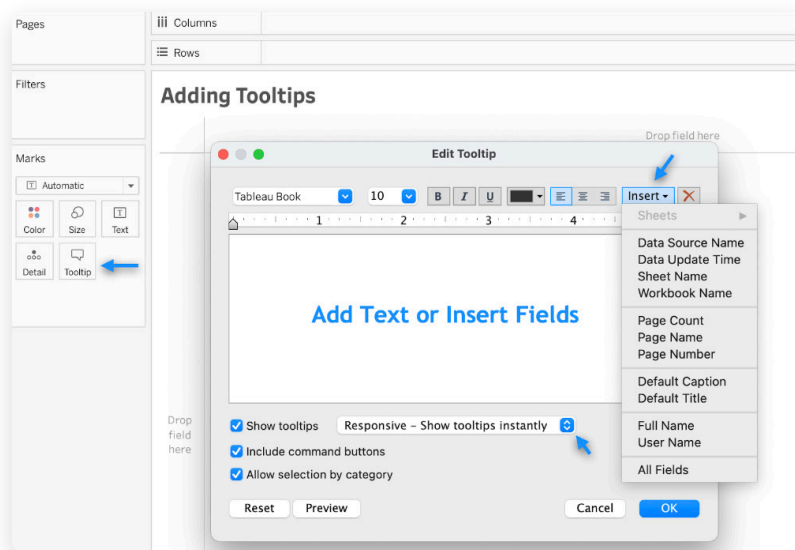 Pages
Columns
Rows
Filters
Adding Tooltips
Drop field here
Marks
T Automatic
Color
Size
T
Text
Detail
Tooltip
Drop
field
here
Edit Tooltip
Tableau Book
10
B
I
U
Insert
1
2
3
4
Add Text or Insert Fields
Sheets
Data Source Name
Data Update Time
Sheet Name
Workbook Name
Page Count
Page Name
Page Number
Default Caption
Default Title
Full Name
User Name
All Fields
Show tooltips
Responsive – Show tooltips instantly
Include command buttons
Allow selection by category
Reset
Preview
Cancel
OK